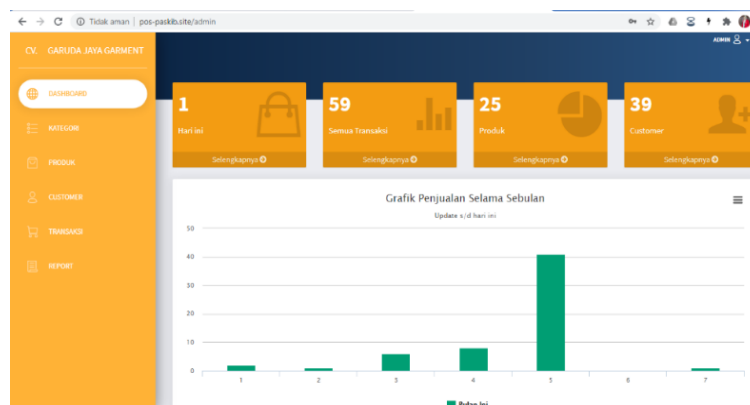 Tidak aman | pos-paskib.site/admin
CV. GARUDA JAYA GARMENT
ADMIN
DASHBOARD
KATEGORI
PRODUK
CUSTOMER
TRANSAKSI
REPORT
1
Hari ini
Selengkapnya
59
Semua Transaksi
Selengkapnya
25
Produk
Selengkapnya
39
Customer
Selengkapnya
Grafik Penjualan Selama Sebulan
Update s/d hari ini
50
40
30
20
10
0
1 2 3 4 5 6 7
Bulan Ini